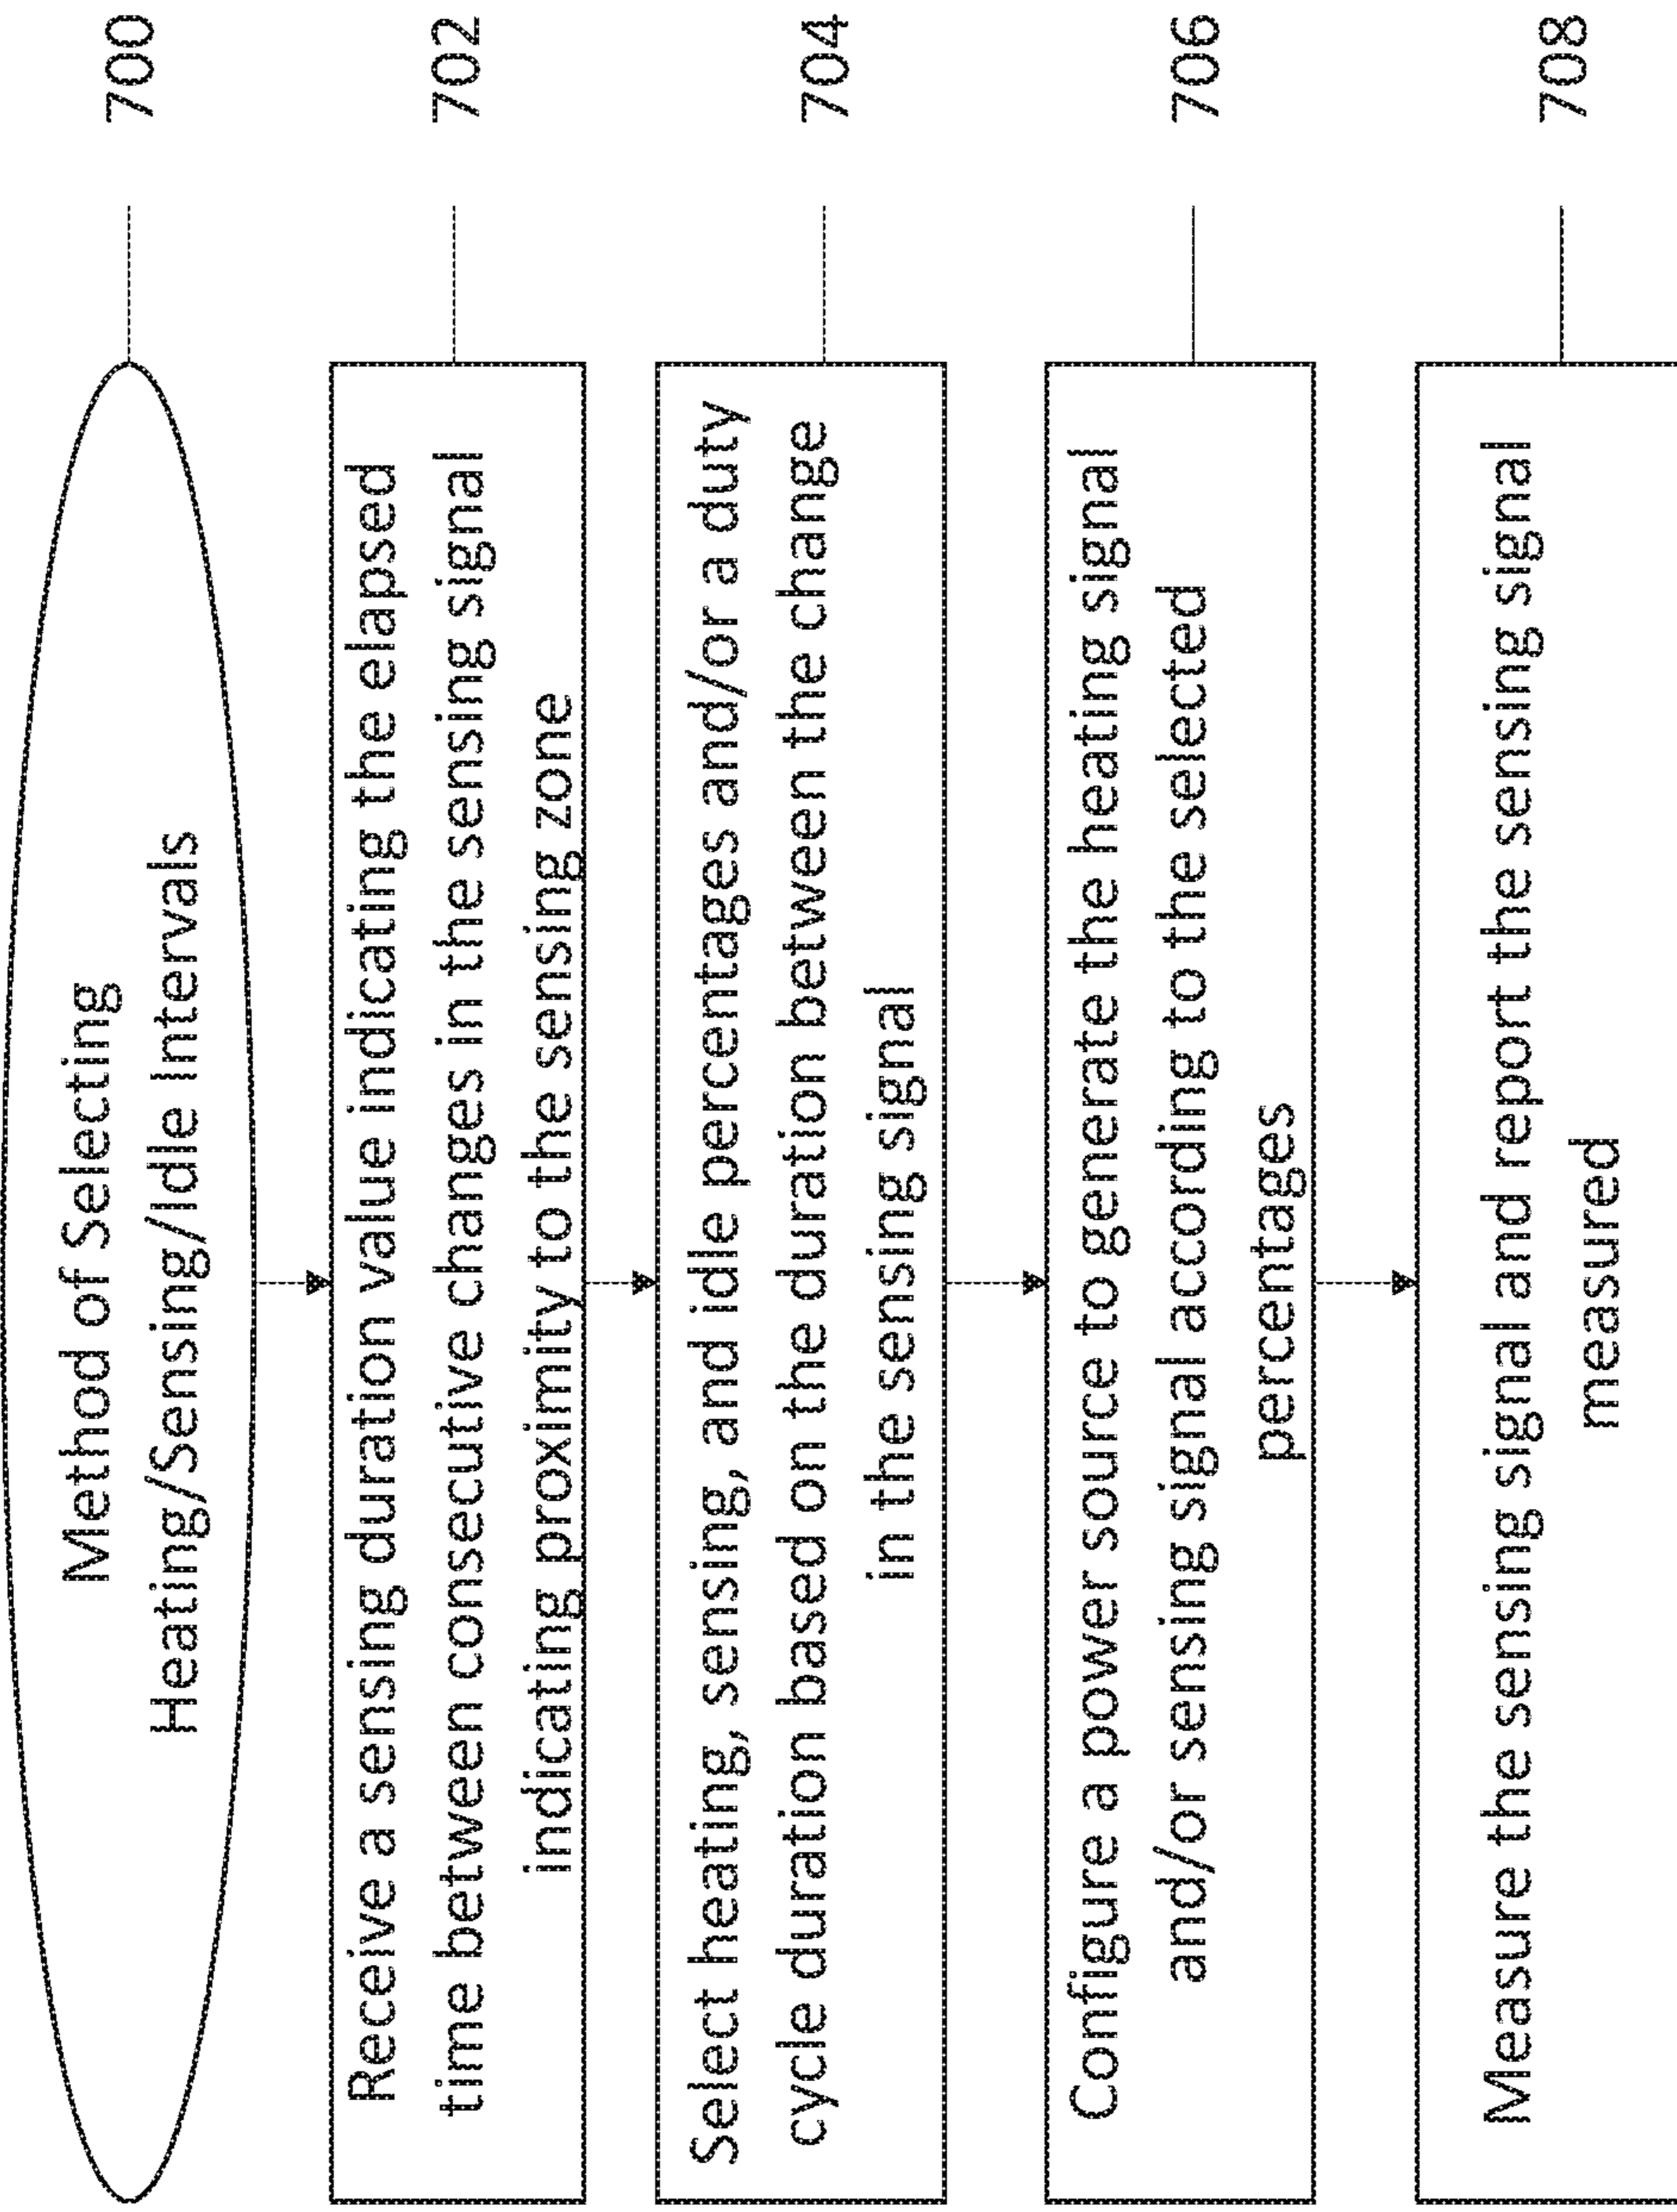 Method of Selecting
Heating/Sensing/Idle Intervals
700
Receive a sensing duration value indicating the elapsed
time between consecutive changes in the sensing signal
indicating proximity to the sensing zone
702
Select heating, sensing, and idle percentages and/or a duty
cycle duration based on the duration between the change
in the sensing signal
704
Configure a power source to generate the heating signal
and/or sensing signal according to the selected
percentages
706
Measure the sensing signal and report the sensing signal
measured
708